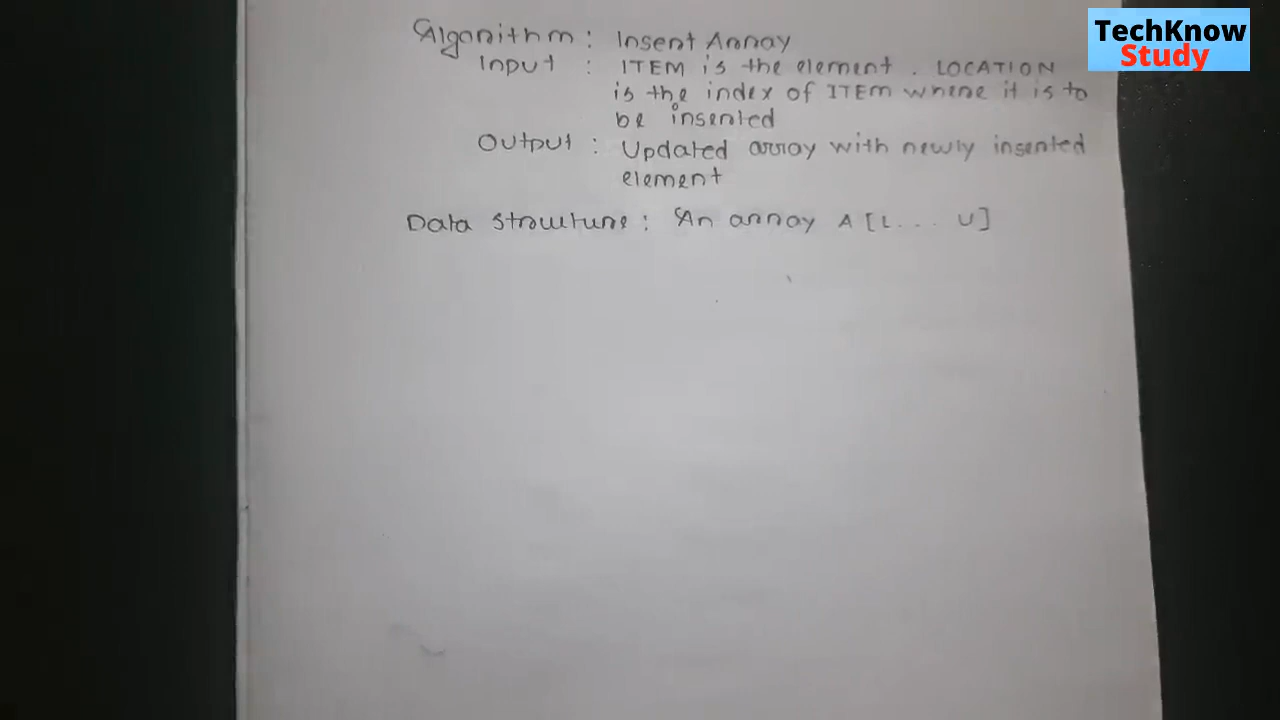 TechKnow
Study
Algorithm : Insert Array
Input : ITEM is the element. LOCATION
is the index of ITEM where it is to
be inserted
Output : Updated array with newly inserted
element
Data structure : An array A [L... U]